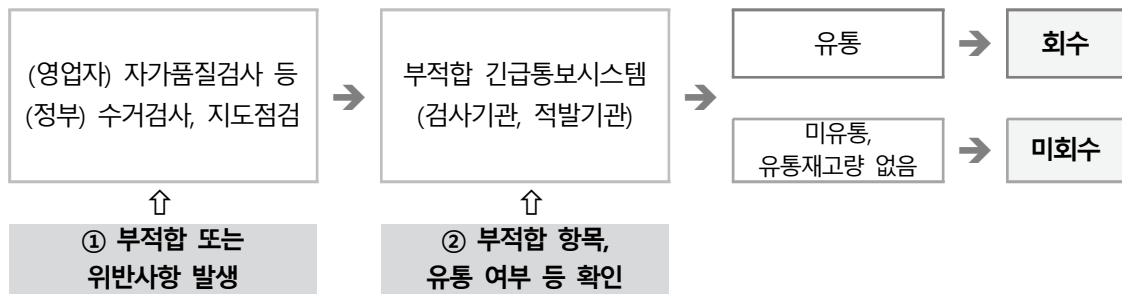 (영업자) 자가품질검사 등
(정부) 수거검사, 지도점검
➔
부적합 긴급통보시스템
(검사기관, 적발기관)
➔
유통
➔
회수
미유통,
유통재고량 없음
➔
미회수
⇧
① 부적합 또는
위반사항 발생
⇧
② 부적합 항목,
유통 여부 등 확인